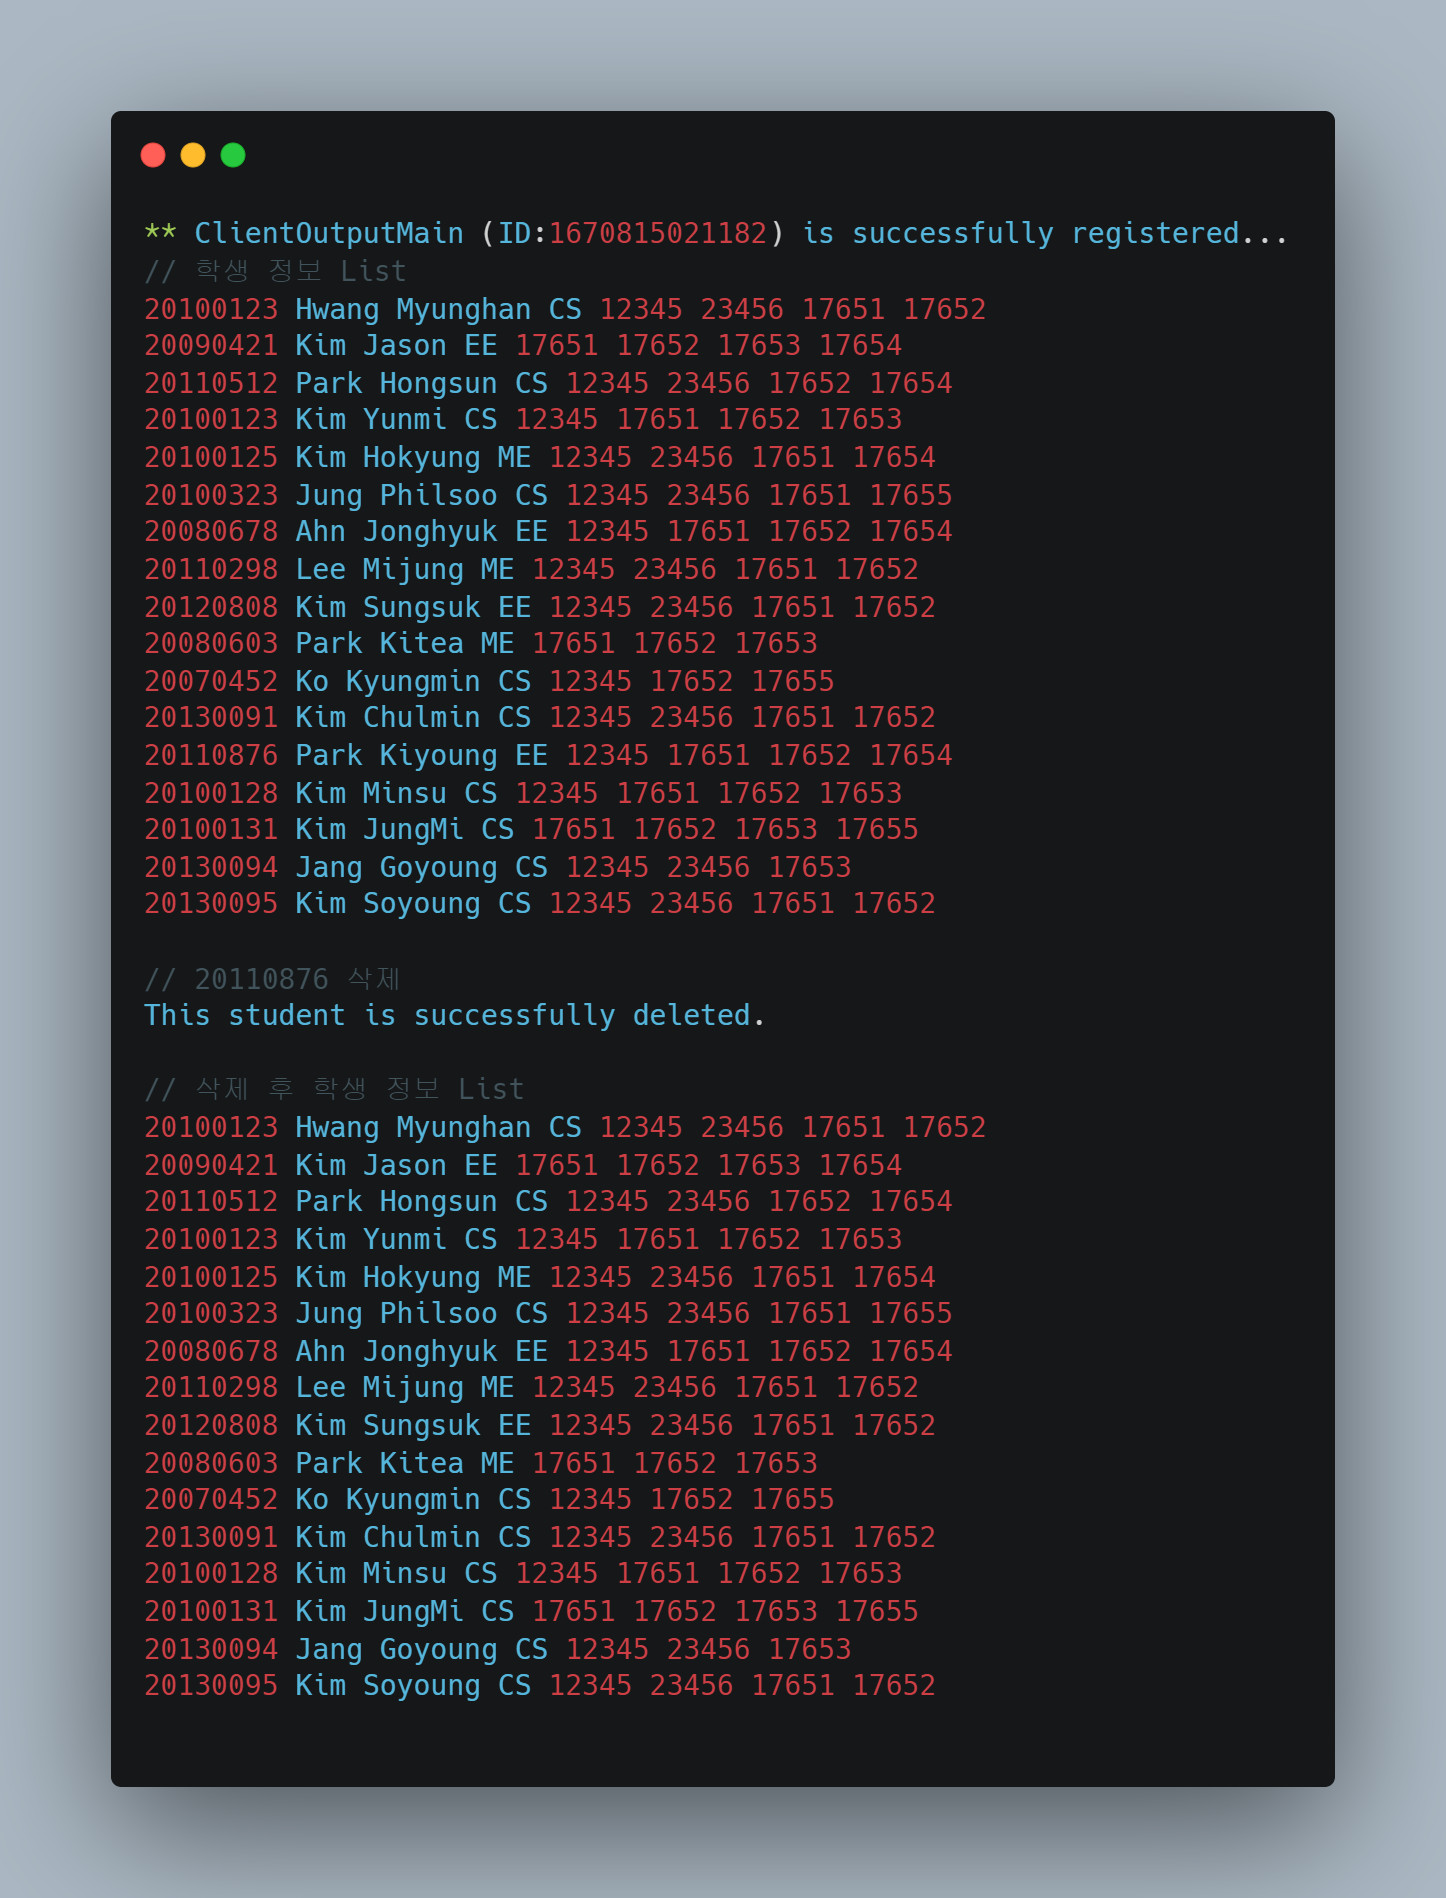 ** ClientOutputMain (ID:1670815021182) is successfully registered...
// 학생 정보 List
20100123 Hwang Myunghan CS 12345 23456 17651 17652
20090421 Kim Jason EE 17651 17652 17653 17654
20110512 Park Hongsun CS 12345 23456 17652 17654
20100123 Kim Yunmi CS 12345 17651 17652 17653
20100125 Kim Hokyung ME 12345 23456 17651 17654
20100323 Jung Philsoo CS 12345 23456 17651 17655
20080678 Ahn Jonghyuk EE 12345 17651 17652 17654
20110298 Lee Mijung ME 12345 23456 17651 17652
20120808 Kim Sungsuk EE 12345 23456 17651 17652
20080603 Park Kitea ME 17651 17652 17653
20070452 Ko Kyungmin CS 12345 17652 17655
20130091 Kim Chulmin CS 12345 23456 17651 17652
20110876 Park Kiyoung EE 12345 17651 17652 17654
20100128 Kim Minsu CS 12345 17651 17652 17653
20100131 Kim JungMi CS 17651 17652 17653 17655
20130094 Jang Goyoung CS 12345 23456 17653
20130095 Kim Soyoung CS 12345 23456 17651 17652
// 20110876 삭제
This student is successfully deleted.
// 삭제 후 학생 정보 List
20100123 Hwang Myunghan CS 12345 23456 17651 17652
20090421 Kim Jason EE 17651 17652 17653 17654
20110512 Park Hongsun CS 12345 23456 17652 17654
20100123 Kim Yunmi CS 12345 17651 17652 17653
20100125 Kim Hokyung ME 12345 23456 17651 17654
20100323 Jung Philsoo CS 12345 23456 17651 17655
20080678 Ahn Jonghyuk EE 12345 17651 17652 17654
20110298 Lee Mijung ME 12345 23456 17651 17652
20120808 Kim Sungsuk EE 12345 23456 17651 17652
20080603 Park Kitea ME 17651 17652 17653
20070452 Ko Kyungmin CS 12345 17652 17655
20130091 Kim Chulmin CS 12345 23456 17651 17652
20100128 Kim Minsu CS 12345 17651 17652 17653
20100131 Kim JungMi CS 17651 17652 17653 17655
20130094 Jang Goyoung CS 12345 23456 17653
20130095 Kim Soyoung CS 12345 23456 17651 17652